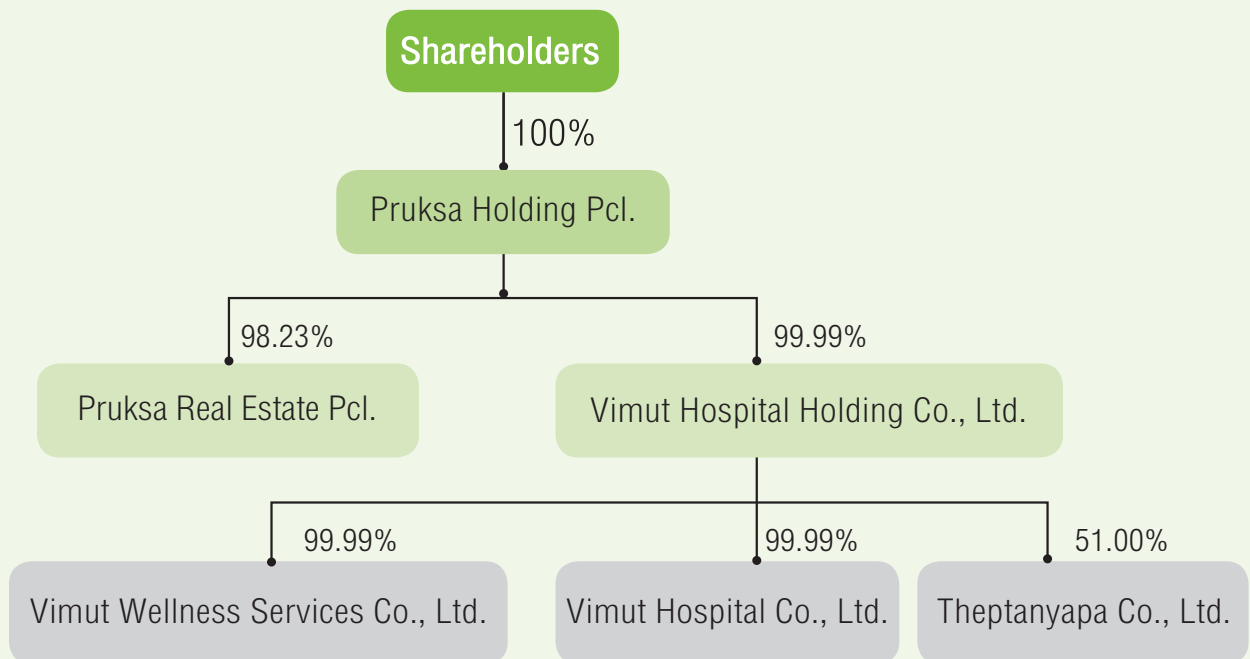 Shareholders
100%
Pruksa Holding Pcl.
98.23%
99.99%
Pruksa Real Estate Pcl.
Vimut Hospital Holding Co., Ltd.
99.99%
99.99%
51.00%
Vimut Wellness Services Co., Ltd.
Vimut Hospital Co., Ltd.
Theptanyapa Co., Ltd.